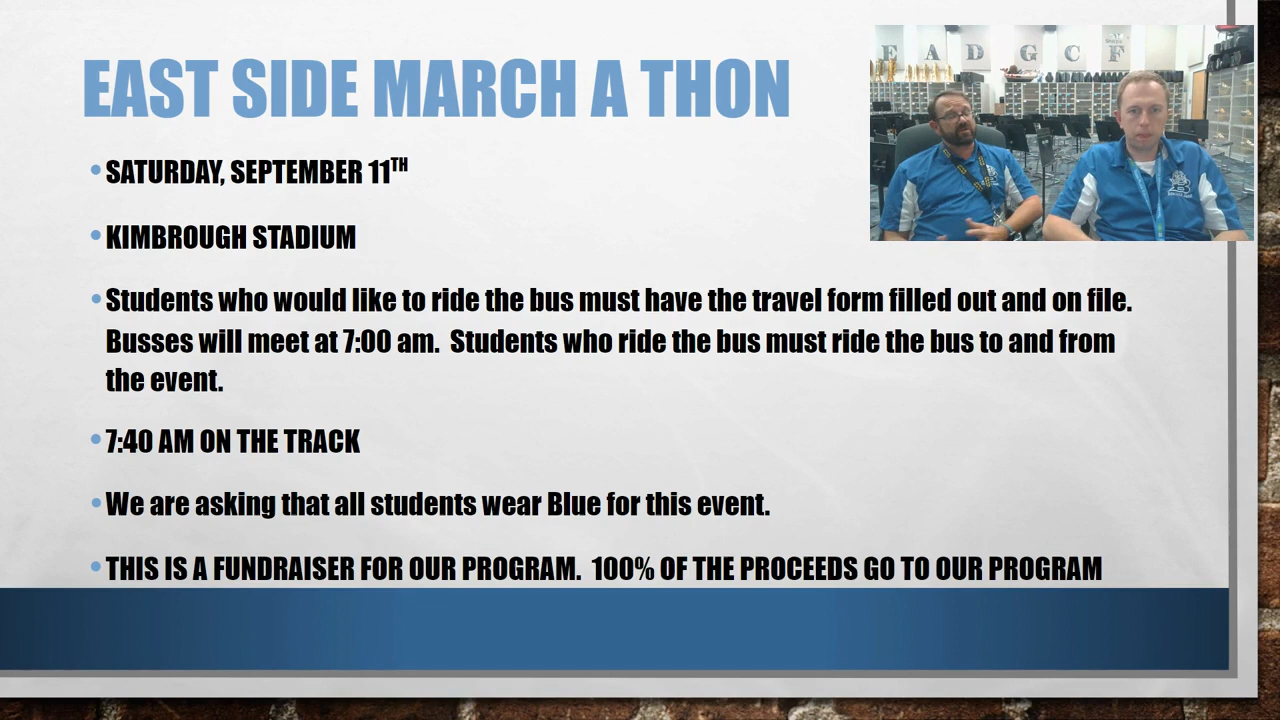 EAST SIDE MARCH A THON
E A D G C F
SATURDAY, SEPTEMBER 11TH
KIMBROUGH STADIUM
Students who would like to ride the bus must have the travel form filled out and on file.
Busses will meet at 7:00 am. Students who ride the bus must ride the bus to and from
the event.
7:40 AM ON THE TRACK
We are asking that all students wear Blue for this event.
THIS IS A FUNDRAISER FOR OUR PROGRAM. 100% OF THE PROCEEDS GO TO OUR PROGRAM